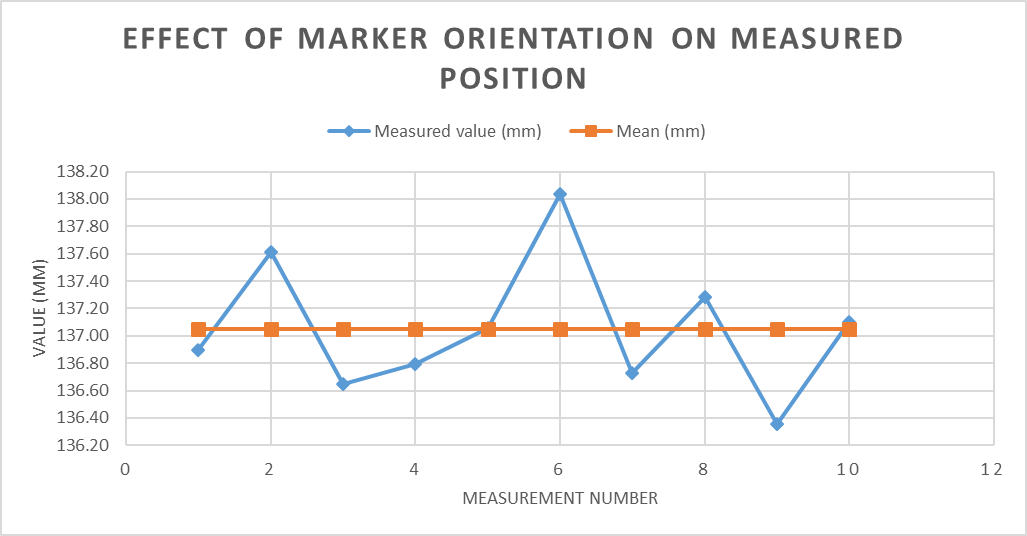 EFFECT OF MARKER ORIENTATION ON MEASURED
POSITION
Measured value (mm)
Mean (mm)
138.20
138.00
137.80
137.60
137.40
137.20
137.00
136.80
136.60
136.40
136.20
VALUE (MM)
0 2 4 6 8 10 12
MEASUREMENT NUMBER